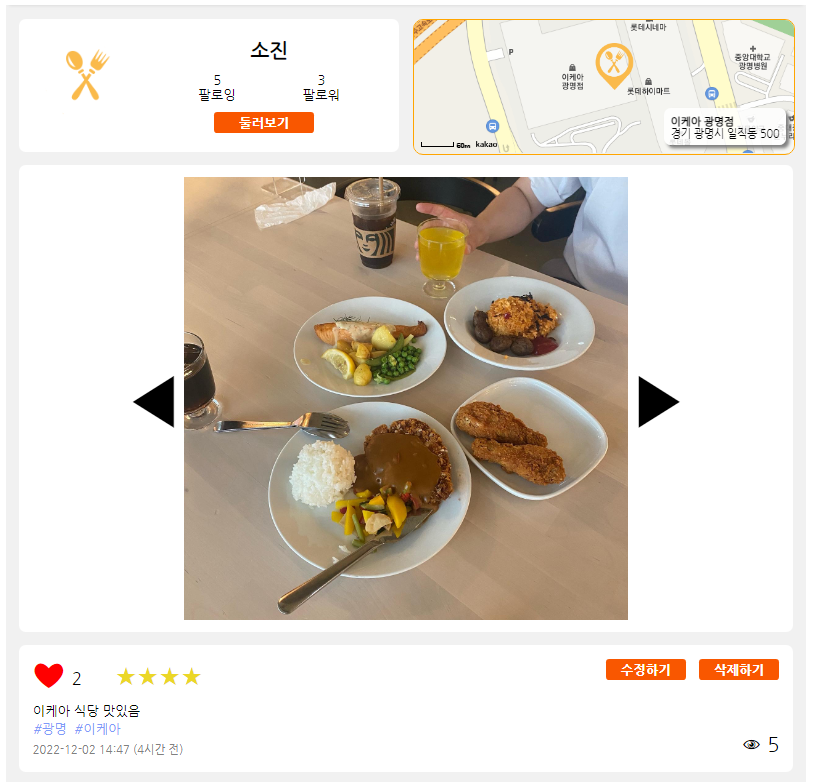 소진
5 3
팔로잉 팔로워
둘러보기
롯데시네마
P
중앙대학교
광명병원
이케아
광명점
롯데하이마트
이케아 광명점
경기 광명시 일직동 500
60m kakao
2
이케아 식당 맛있음
#광명 #이케아
2022-12-02 14:47 (4시간 전)
수정하기 삭제하기
5